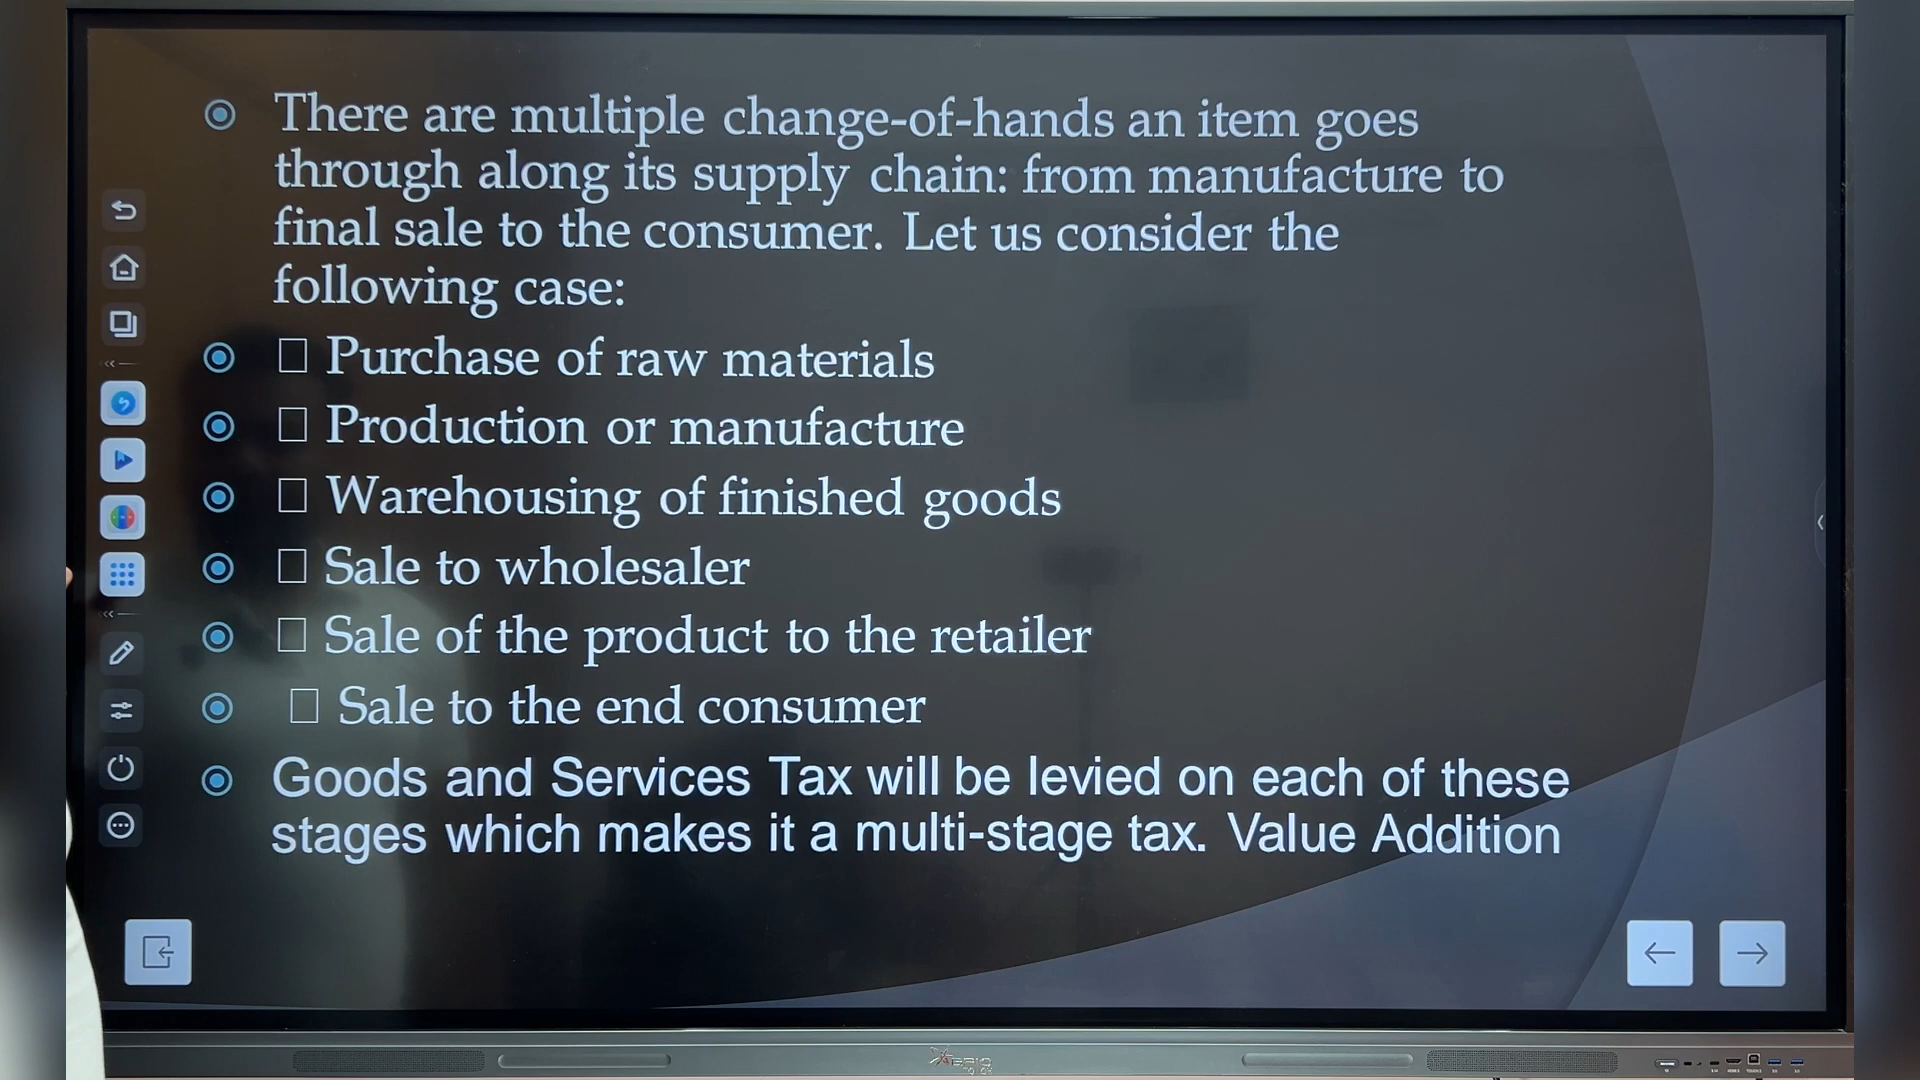 There are multiple change-of-hands an item goes
through along its supply chain: from manufacture to
final sale to the consumer. Let us consider the
following case:
□ Purchase of raw materials
□ Production or manufacture
□ Warehousing of finished goods
□ Sale to wholesaler
□ Sale of the product to the retailer
□ Sale to the end consumer
Goods and Services Tax will be levied on each of these
stages which makes it a multi-stage tax. Value Addition